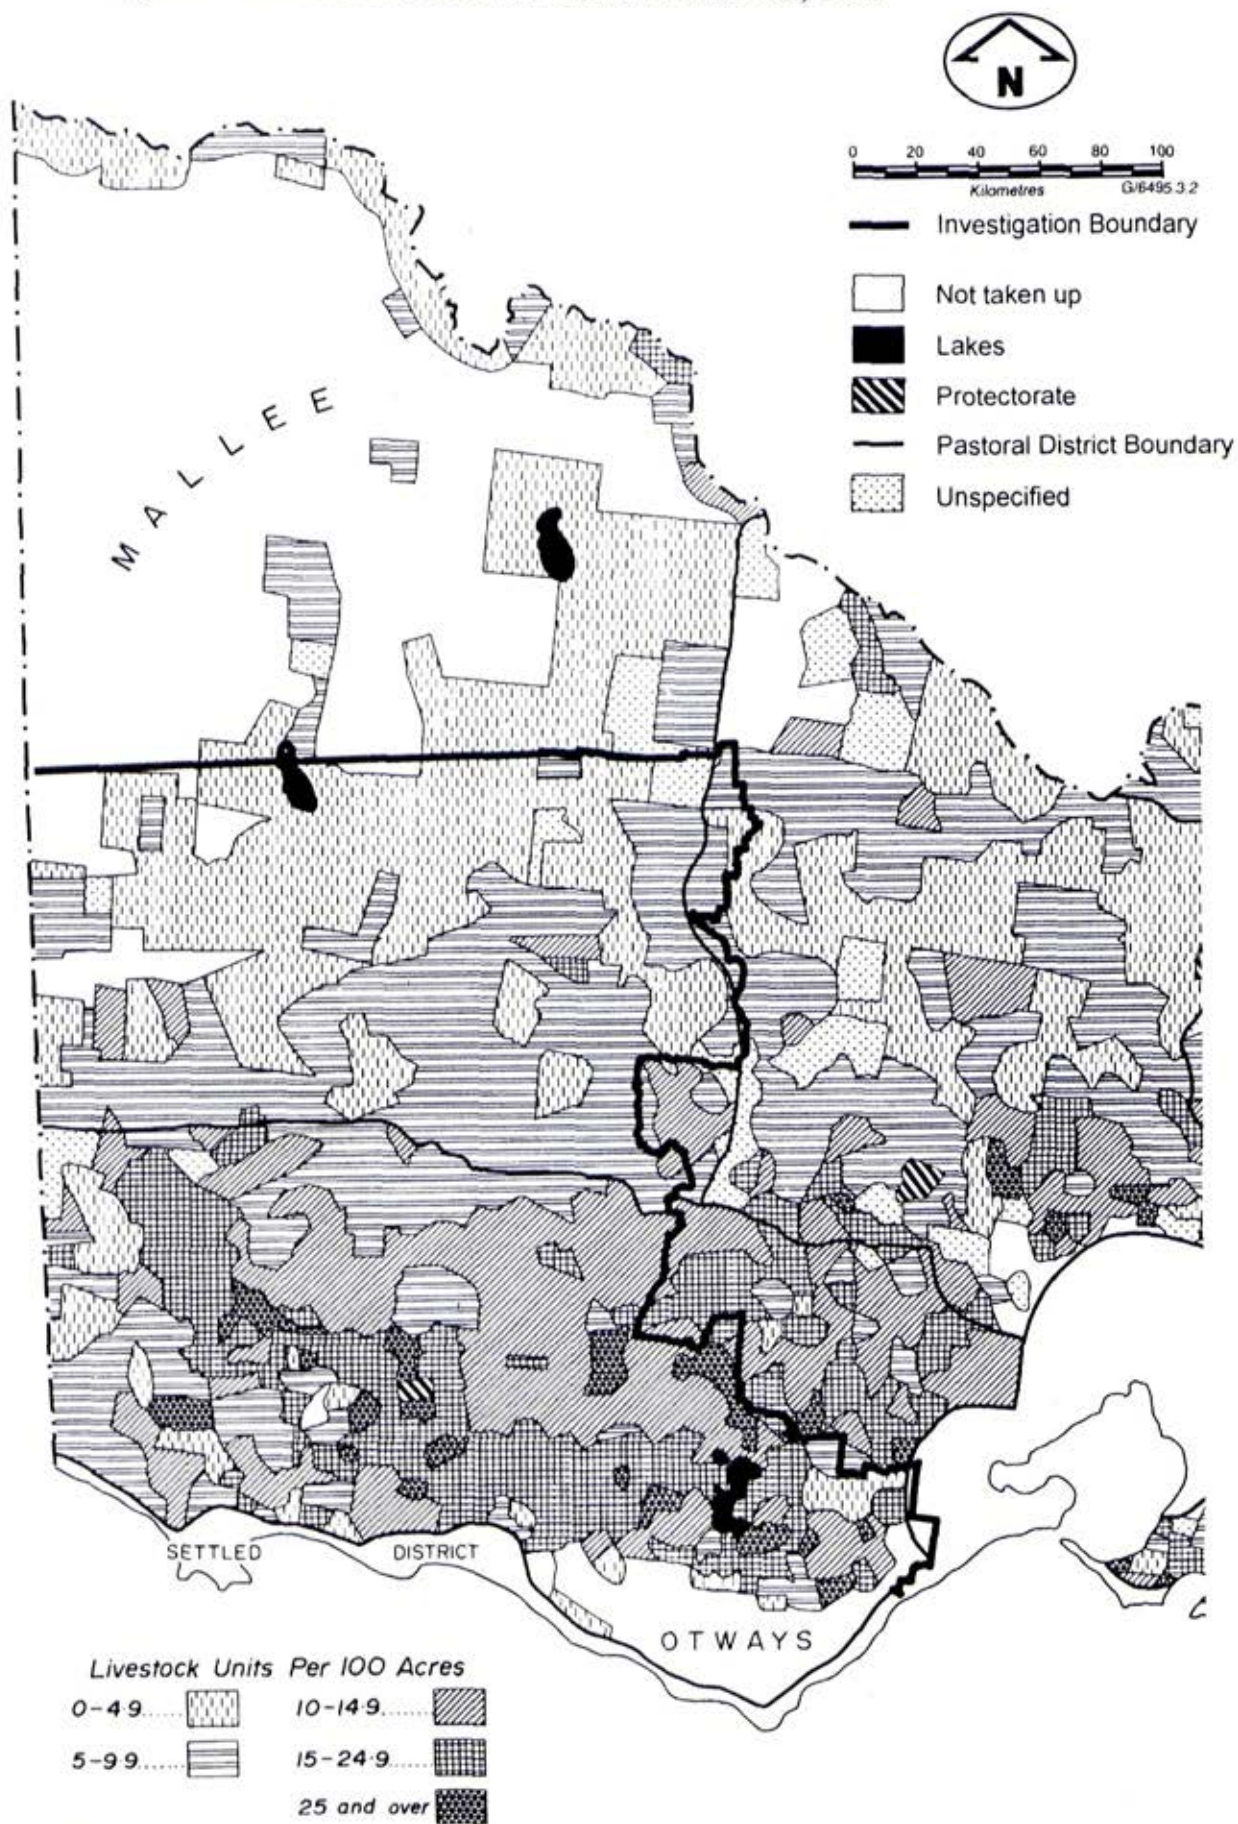 N
0 20 40 60 80 100
Kilometres G/6495.3.2
Investigation Boundary
Not taken up
Lakes
Protectorate
Pastoral District Boundary
Unspecified
MALLEE
SETTLED DISTRICT
OTWAYS
Livestock Units Per 100 Acres
0-4·9...... 10-14·9.......
5-9 9...... 15-24·9......
25 and over